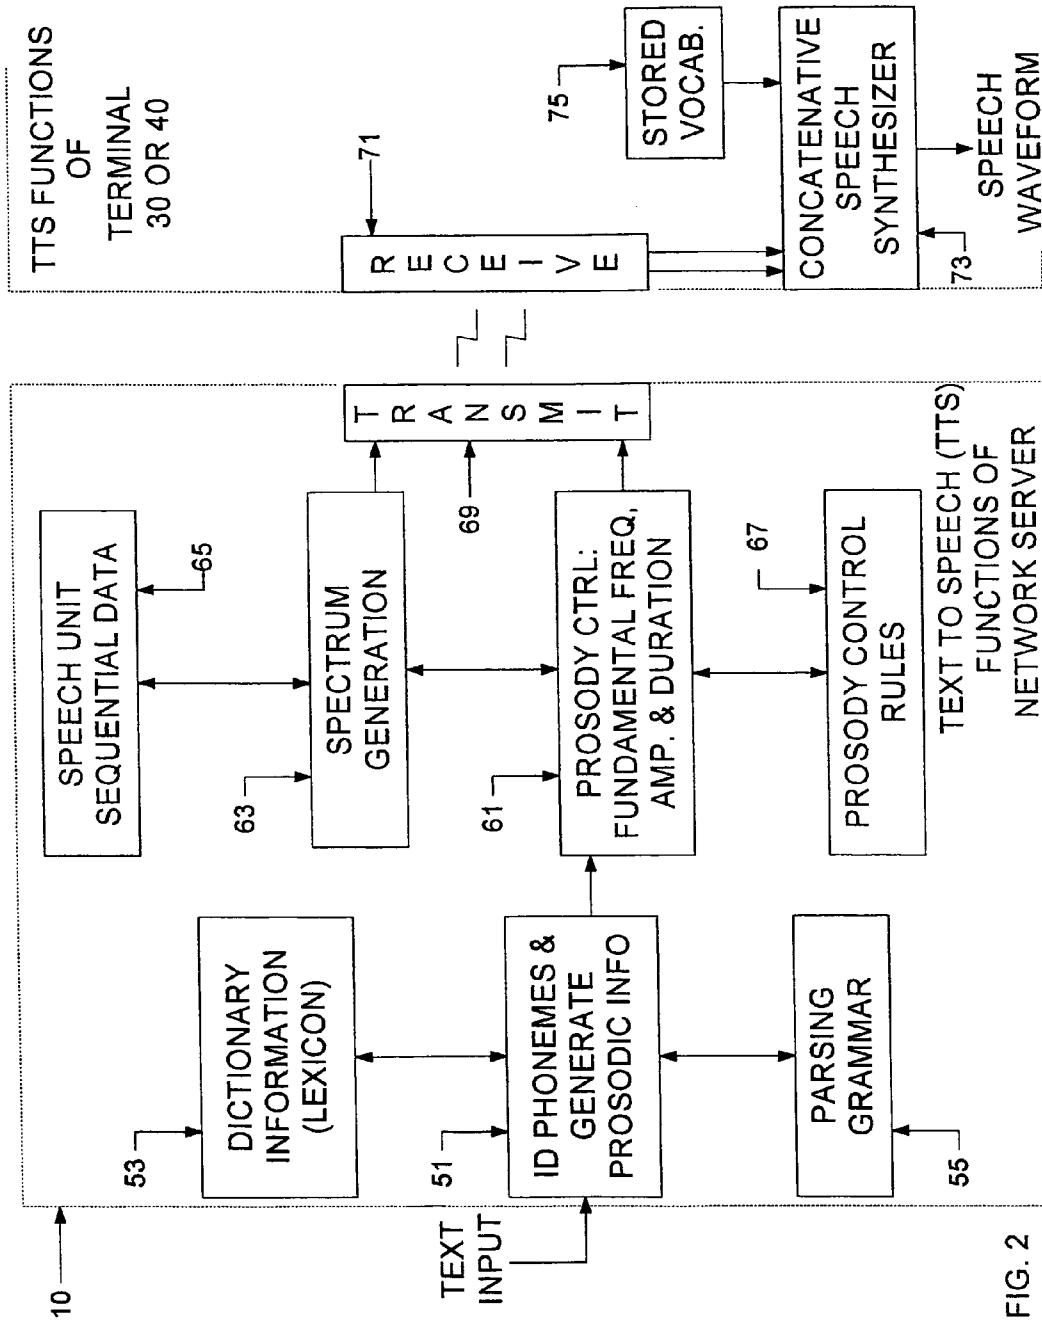 10
TEXT
INPUT
53
DICTIONARY
INFORMATION
(LEXICON)
51
ID PHONEMES &
GENERATE
PROSODIC INFO
PARSING
GRAMMAR
55
SPEECH UNIT
SEQUENTIAL DATA
65
63
SPECTRUM
GENERATION
61
PROSODY CTRL:
FUNDAMENTAL FREQ,
AMP. & DURATION
67
PROSODY CONTROL
RULES
69
TRANSMIT
TEXT TO SPEECH (TTS)
FUNCTIONS OF
NETWORK SERVER
TTS FUNCTIONS
OF
TERMINAL
30 OR 40
71
RECEIVE
75
STORED
VOCAB.
CONCATENATIVE
SPEECH
SYNTHESIZER
73
SPEECH
WAVEFORM
FIG. 2